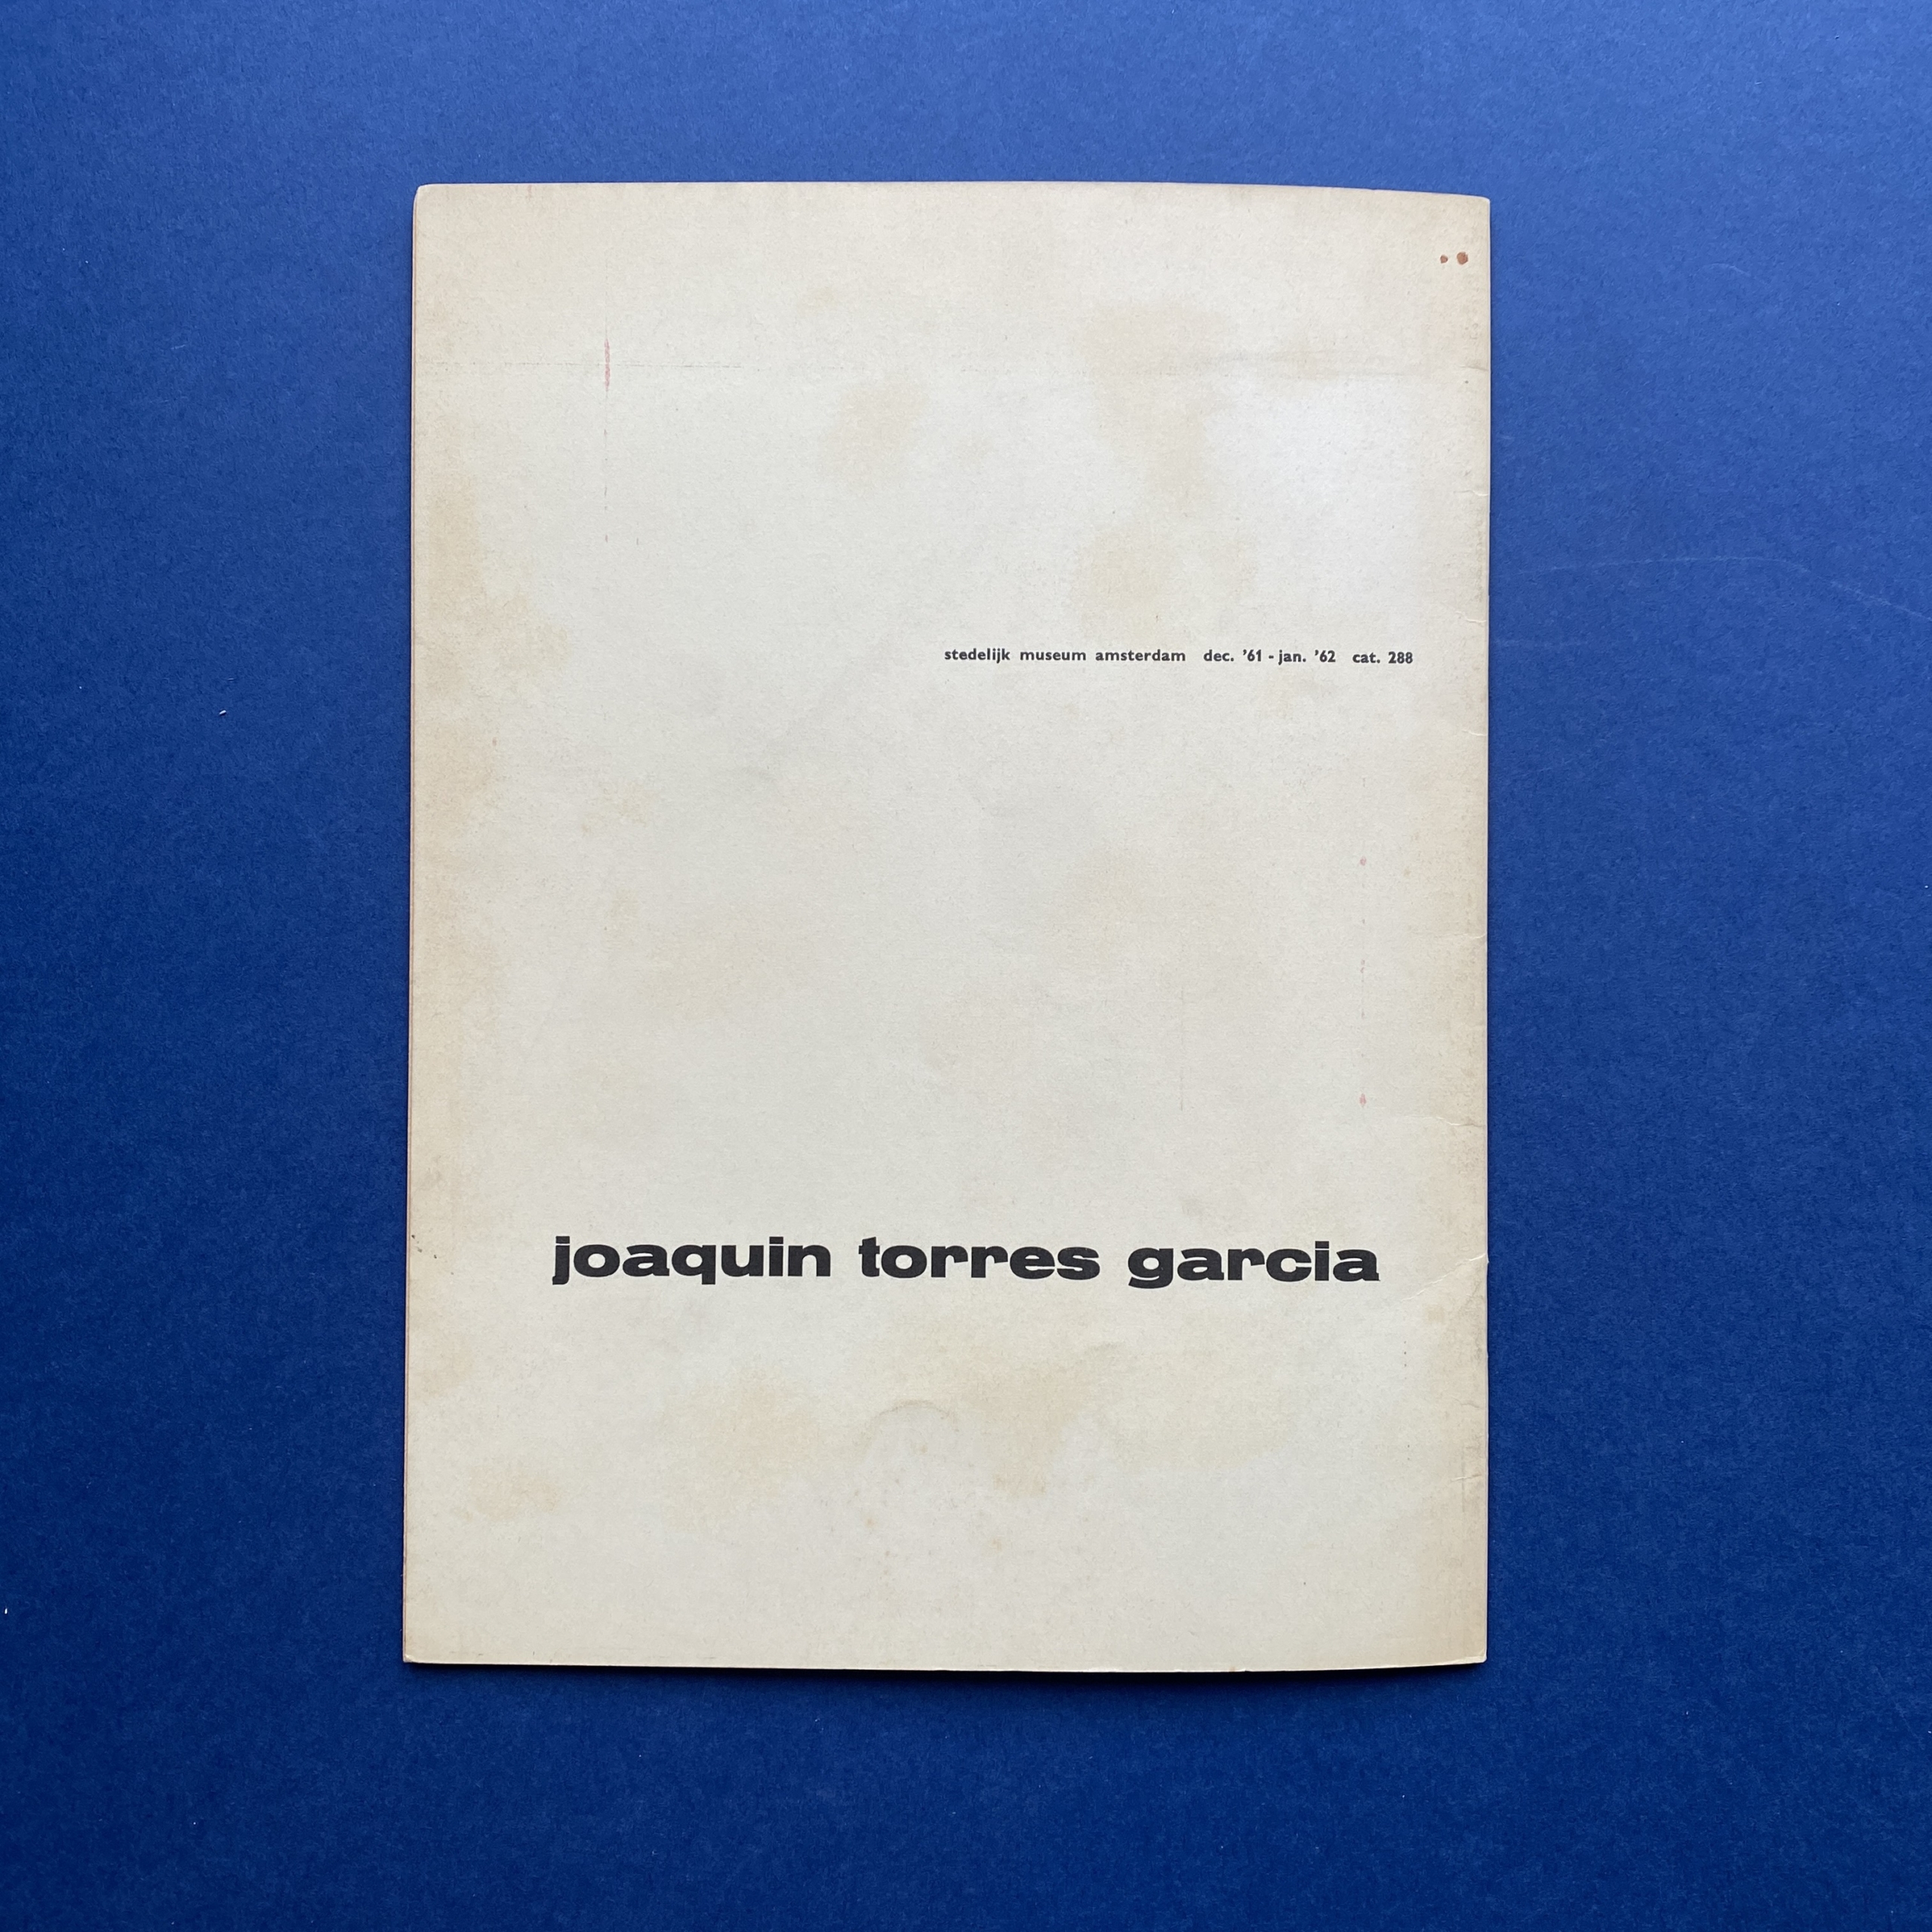 stedelijk museum amsterdam dec. ’61 - jan. ’62 cat. 288
joaquin torres garcia